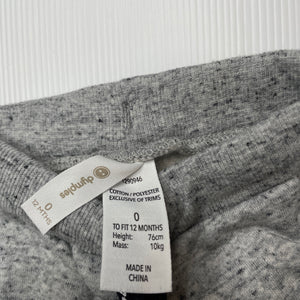 dymples
0
12 MTHS
290946
COTTON / POLYESTER
EXCLUSIVE OF TRIMS
0
TO FIT 12 MONTHS
Height: 76cm
Mass: 10kg
MADE IN
CHINA